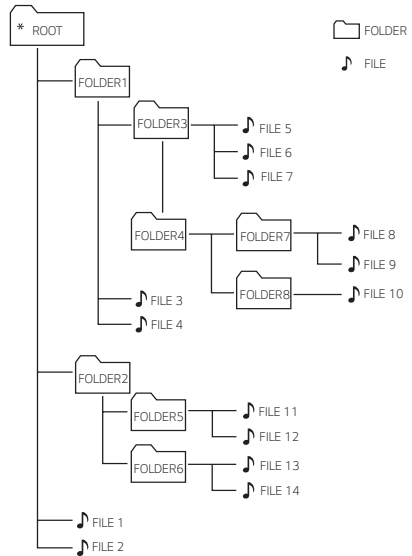 * ROOT
FOLDER
FILE
FOLDER1
FOLDER3
FILE 5
FILE 6
FILE 7
FOLDER4
FOLDER7
FILE 8
FILE 9
FOLDER8
FILE 10
FILE 3
FILE 4
FOLDER2
FOLDER5
FILE 11
FILE 12
FOLDER6
FILE 13
FILE 14
FILE 1
FILE 2